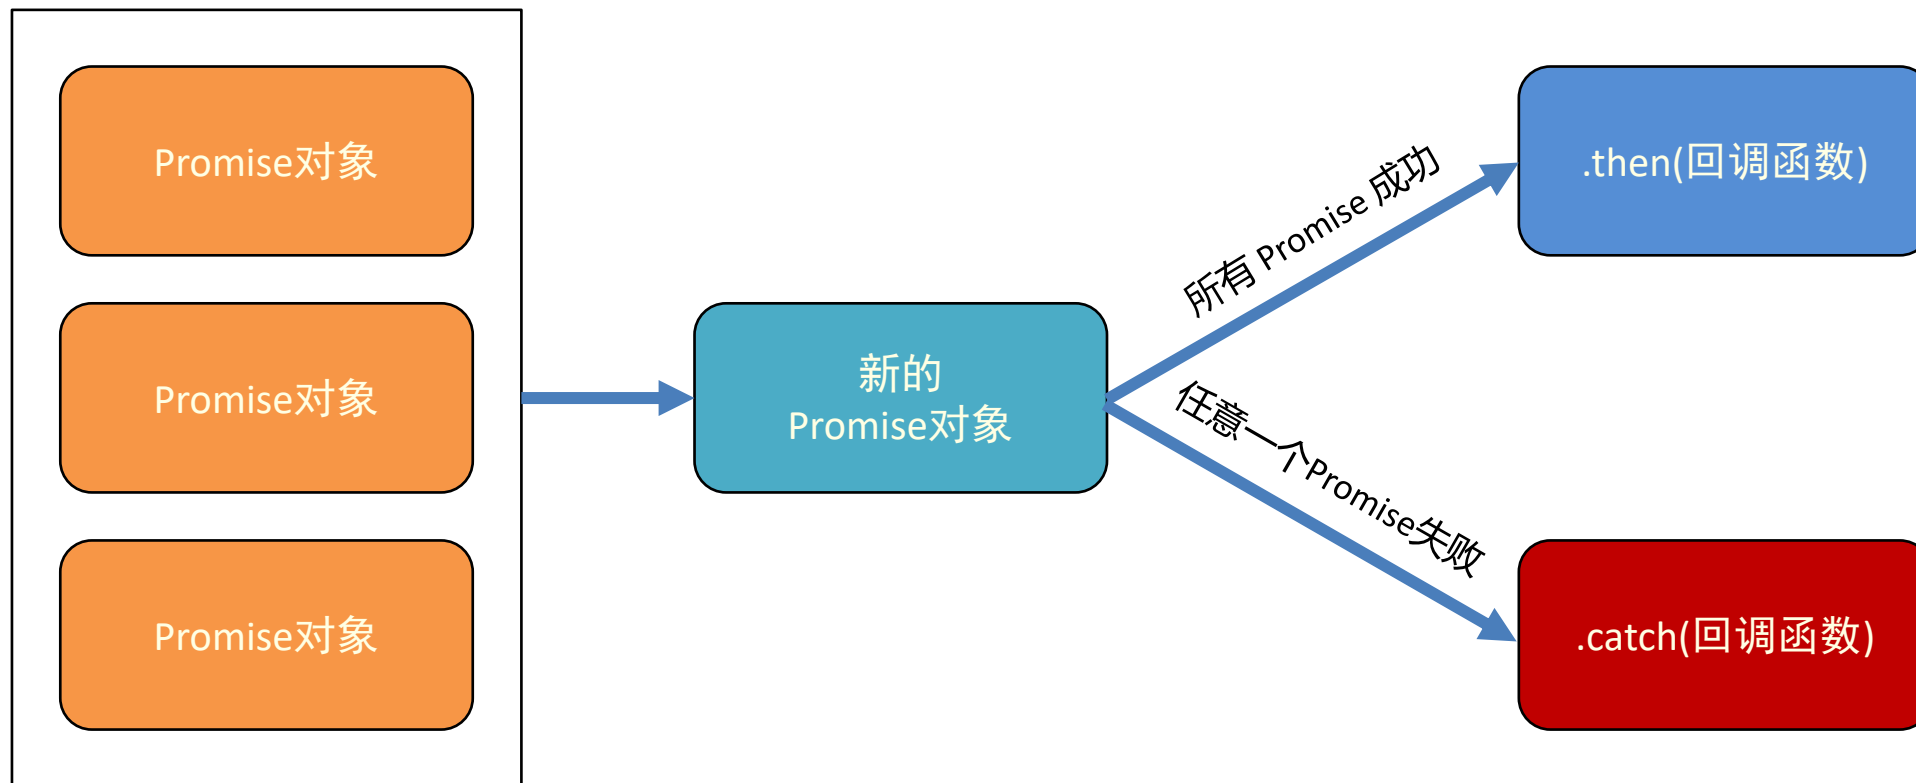 Promise对象
Promise对象
Promise对象
新的
Promise对象
所有 Promise 成功
任意一个Promise失败
.then(回调函数)
.catch(回调函数)